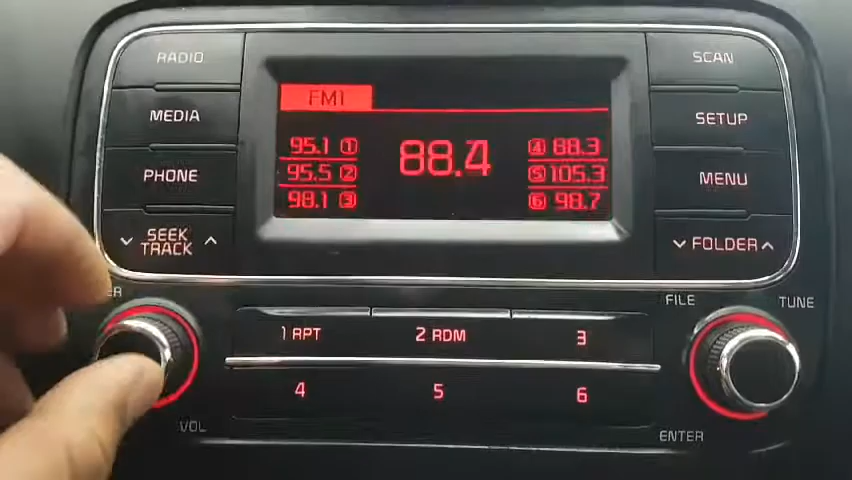 RADIO
MEDIA
PHONE
SEEK
TRACK
FM1
95.1 1
95.5 2
98.1 3
88.4
4 88.3
5 105.3
6 98.7
SCAN
SETUP
MENU
FOLDER
VOL
1 RPT
2 RDM
3
4
5
6
FILE
TUNE
ENTER